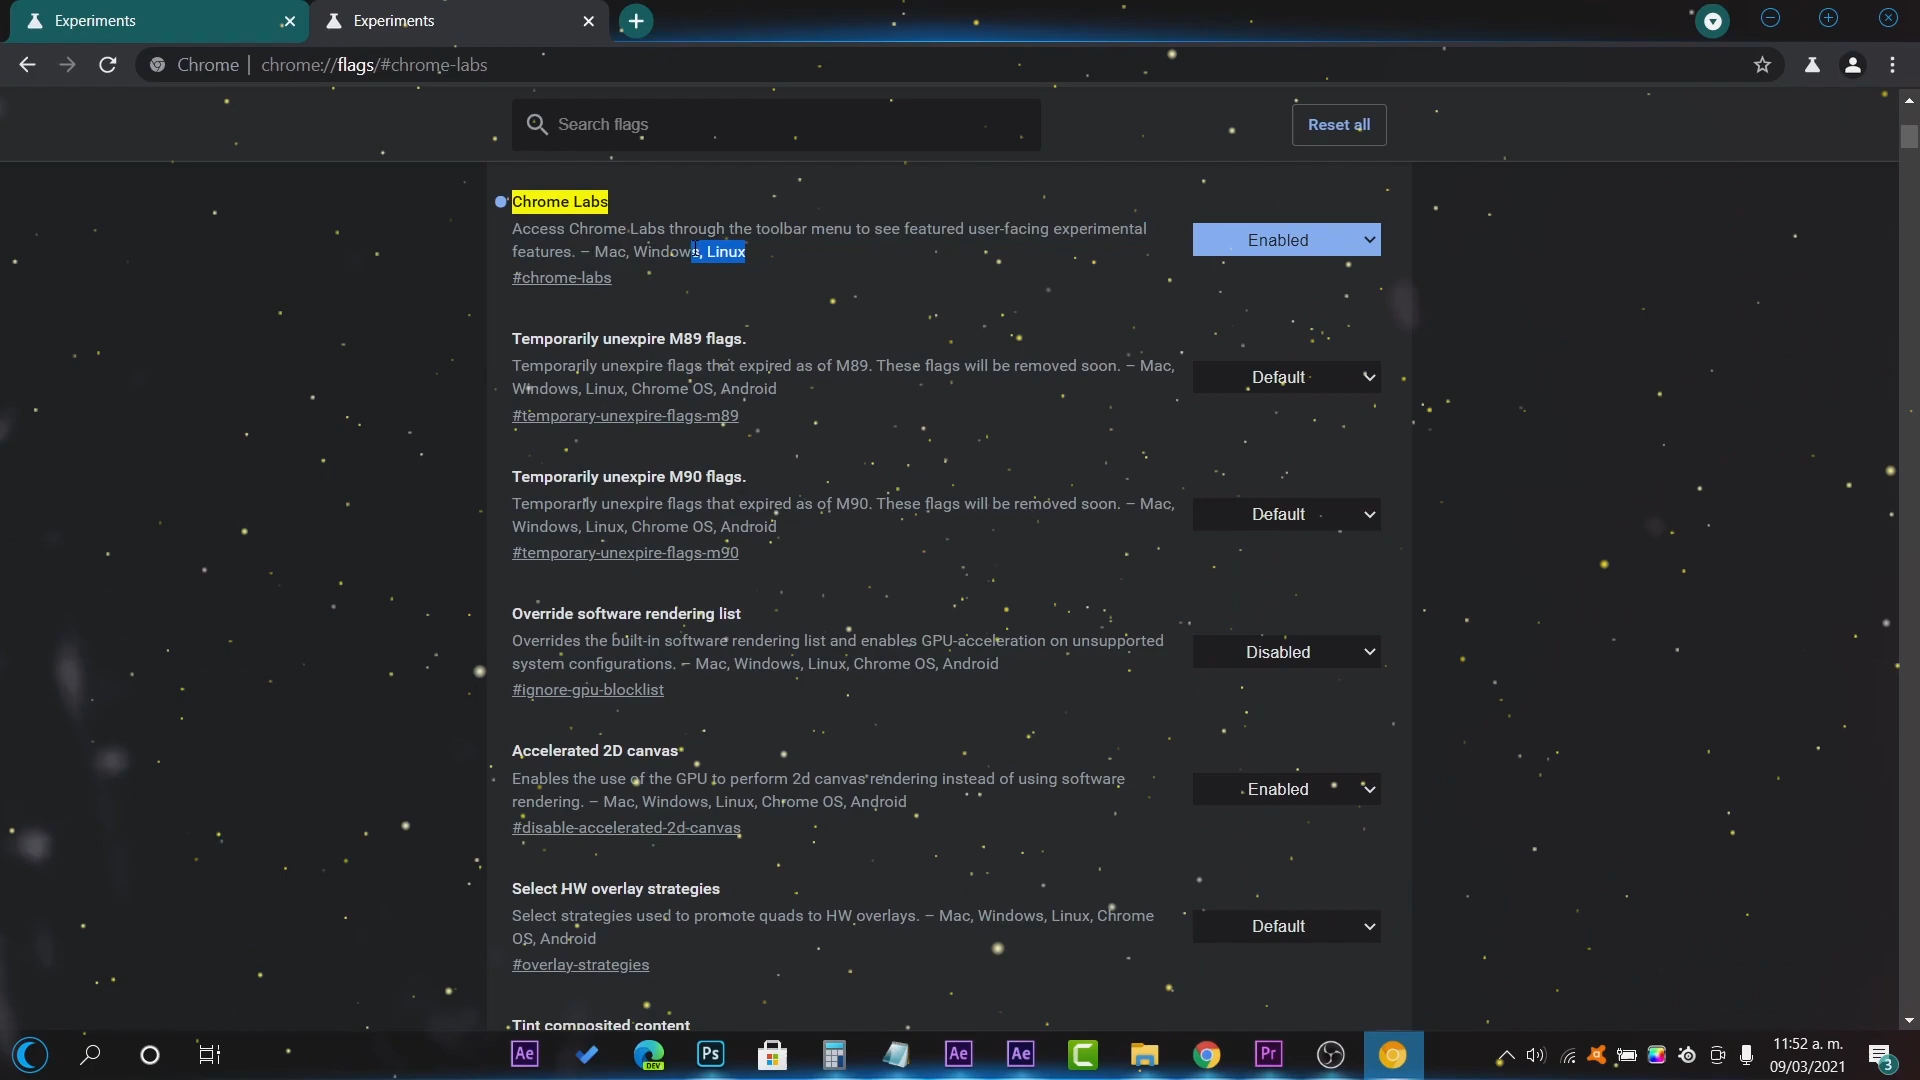 Experiments
Experiments
Chrome | chrome://flags/#chrome-labs
Search flags
Reset all
Chrome Labs
Access Chrome Labs through the toolbar menu to see featured user-facing experimental
features. – Mac, Windows, Linux
#chrome-labs
Enabled
Temporarily unexpire M89 flags.
Temporarily unexpire flags that expired as of M89. These flags will be removed soon. – Mac,
Windows, Linux, Chrome OS, Android
#temporary-unexpire-flags-m89
Default
Temporarily unexpire M90 flags.
Temporarily unexpire flags that expired as of M90. These flags will be removed soon. – Mac,
Windows, Linux, Chrome OS, Android
#temporary-unexpire-flags-m90
Default
Override software rendering list
Overrides the built-in software rendering list and enables GPU-acceleration on unsupported
system configurations. – Mac, Windows, Linux, Chrome OS, Android
#ignore-gpu-blocklist
Disabled
Accelerated 2D canvas
Enables the use of the GPU to perform 2d canvas rendering instead of using software
rendering. – Mac, Windows, Linux, Chrome OS, Android
#disable-accelerated-2d-canvas
Enabled
Select HW overlay strategies
Select strategies used to promote quads to HW overlays. – Mac, Windows, Linux, Chrome
OS, Android
#overlay-strategies
Default
Tint composited content
Ae
DEV
Ps
Ae
Ae
C
Pr
11:52 a. m.
09/03/2021
3